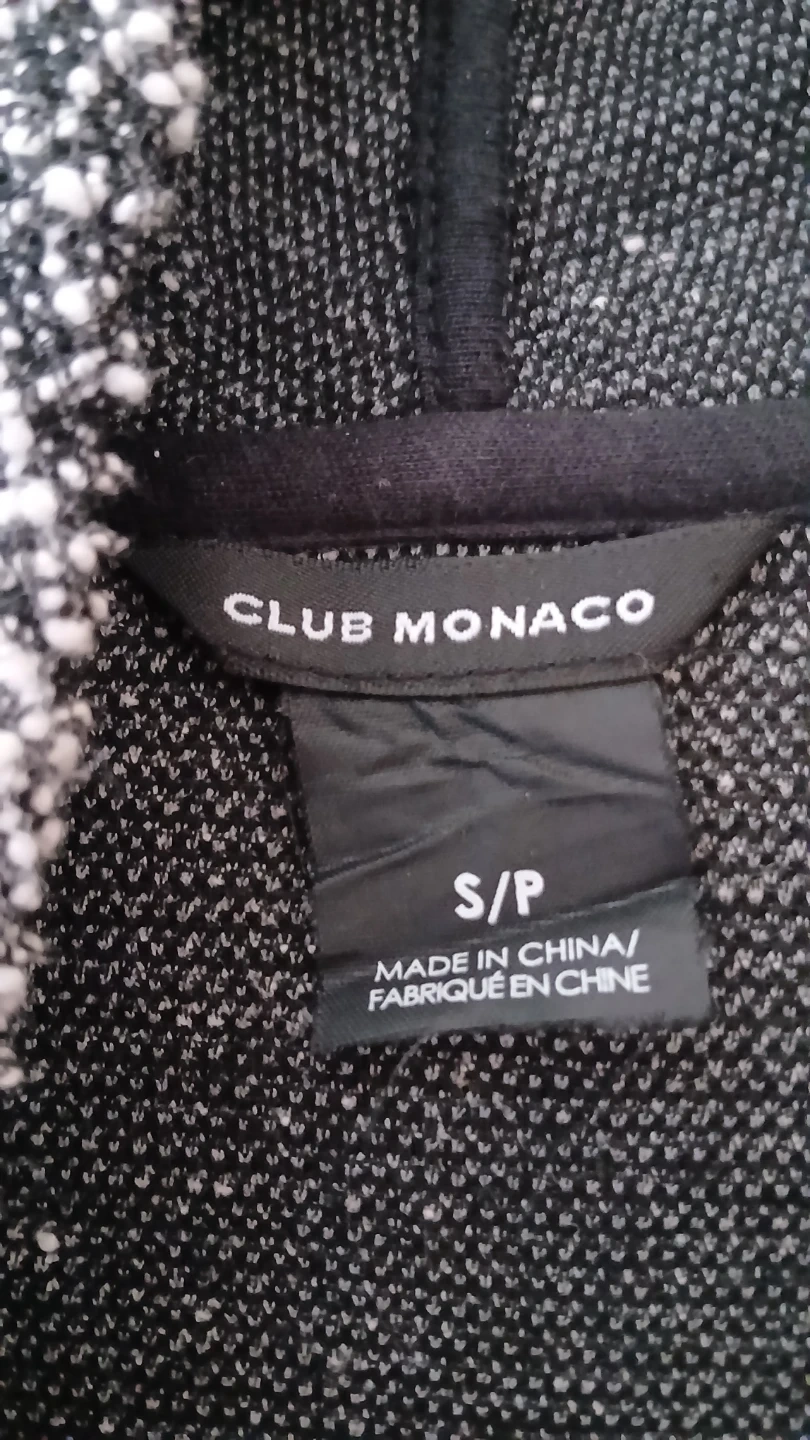 CLUB MONACO
S/P
MADE IN CHINA/
FABRIQUÉ EN CHINE